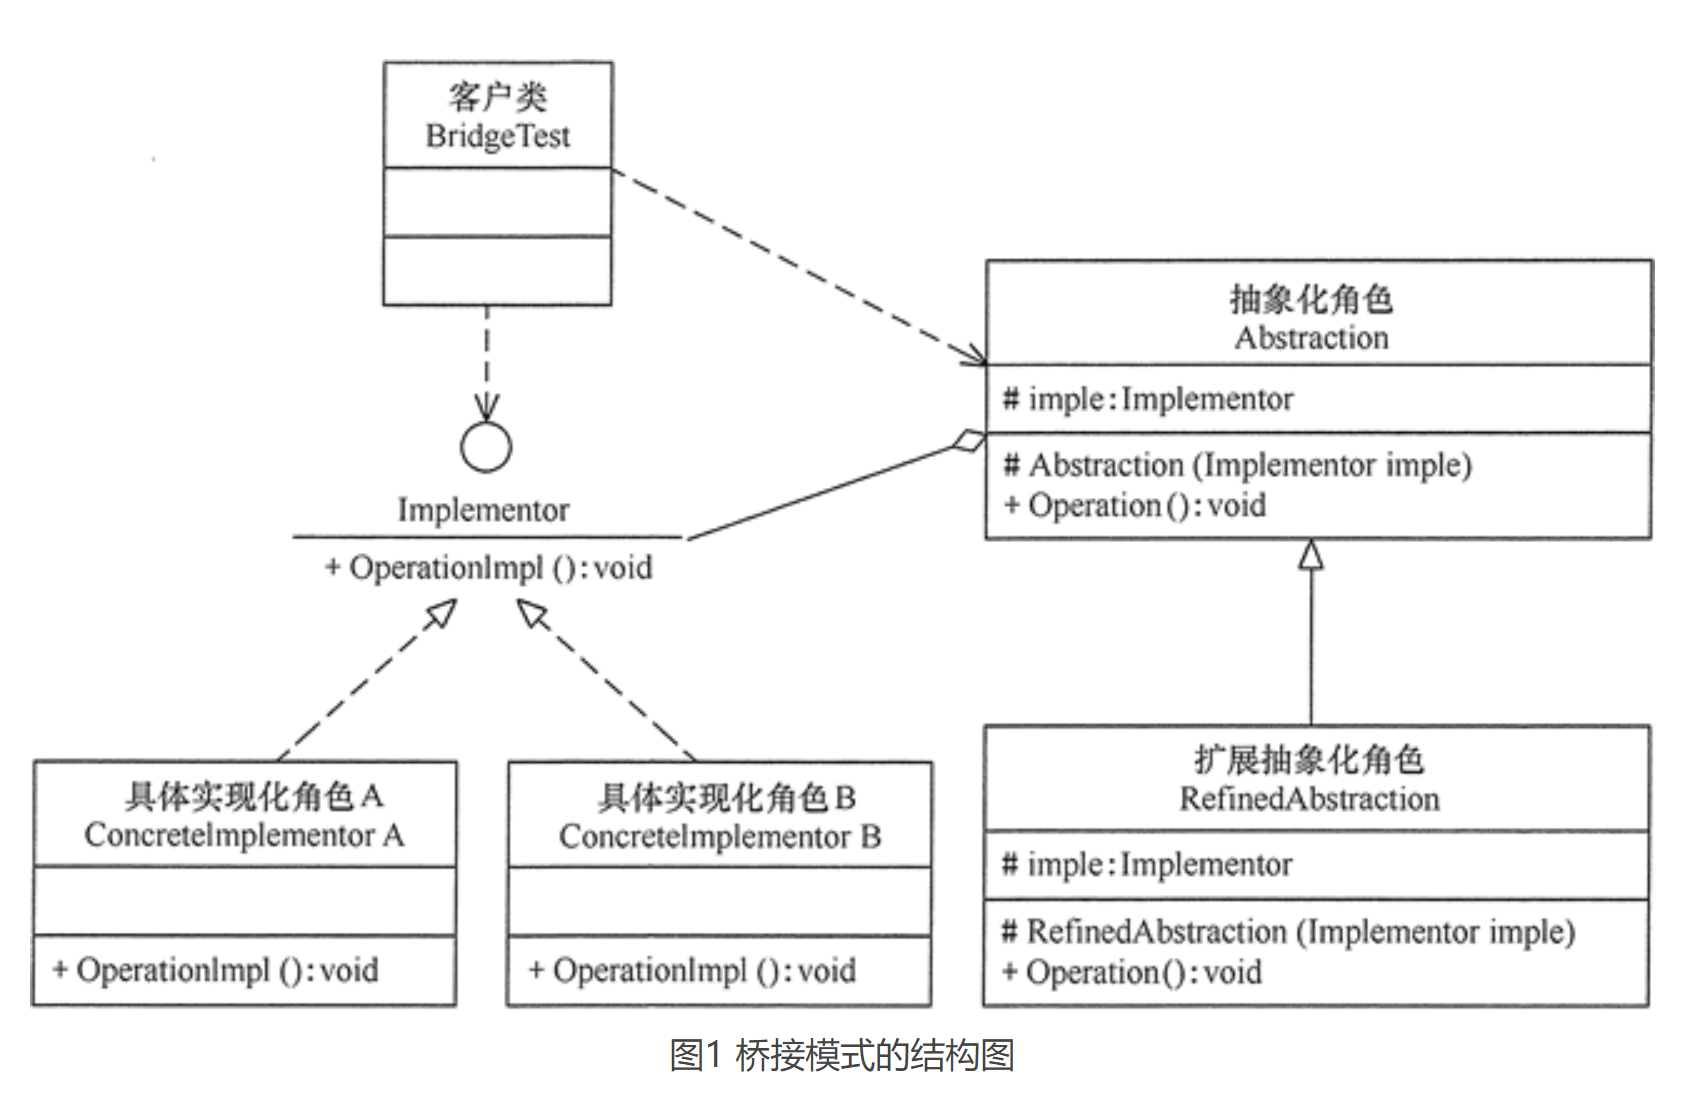 客户类
BridgeTest
抽象化角色
Abstraction
# imple:Implementor
# Abstraction (Implementor imple)
+ Operation():void
Implementor
+ OperationImpl ():void
具体实现化角色A
ConcreteImplementor A
+ OperationImpl ():void
具体实现化角色B
ConcreteImplementor B
+ OperationImpl ():void
扩展抽象化角色
RefinedAbstraction
# imple:Implementor
# RefinedAbstraction (Implementor imple)
+ Operation():void
图1 桥接模式的结构图